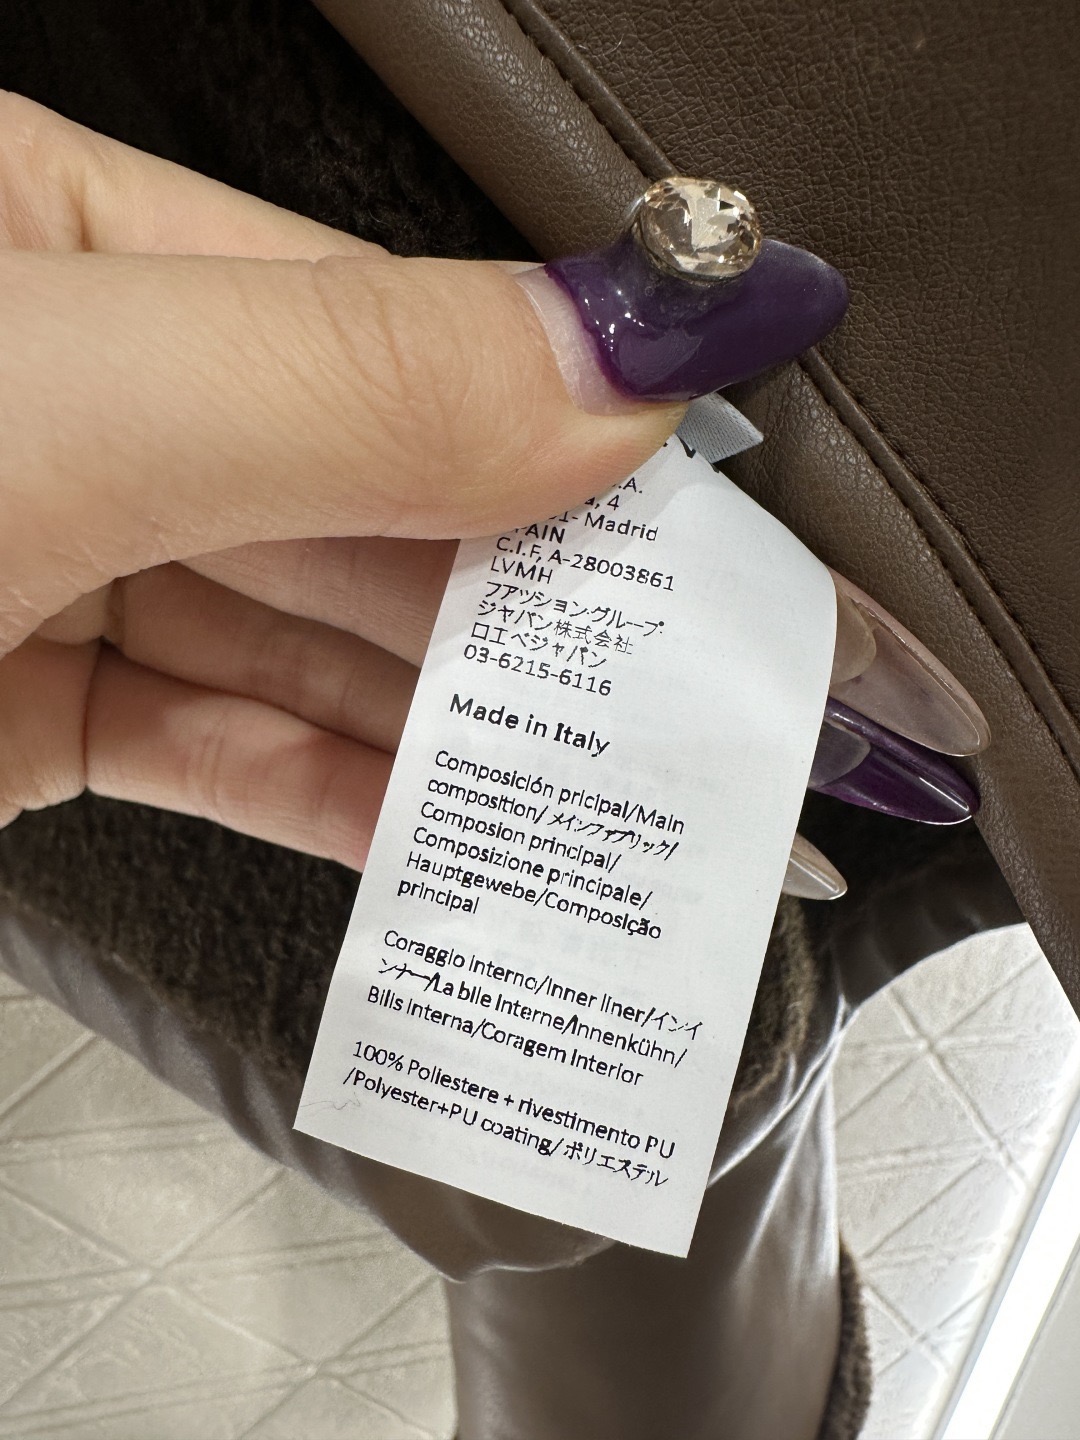 .A.
, 4
Madrid
C.I.F, A-28003861
LVMH
ファッション·グループ·
ジャパン株式会社
ロエベジャパン
03-6215-6116
Made in Italy
Composición pricipal/Main
composition/メインファブリック/
Composion principal/
Composizione principale/
Hauptgewebe/Composição
principal
Coraggio interno/Inner liner/インイ
ンナー/La bile Interne/Innenkühn/
Bilis interna/Coragem Interior
100% Poliestere + rivestimento PU
/Polyester+PU coating/ポリエステル